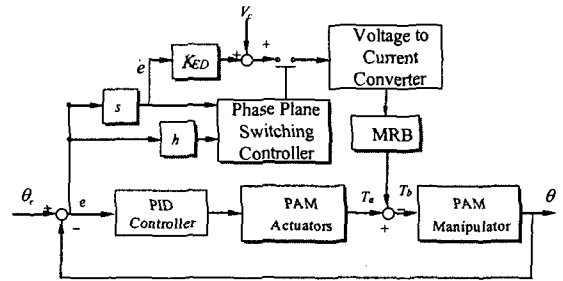 V_c
Voltage to
Current
Converter
ė
K_ED
+
+
s
Phase Plane
Switching
Controller
h
MRB
θ_r
+
e
−
PID
Controller
PAM
Actuators
T_a
T_b
−
+
PAM
Manipulator
θ